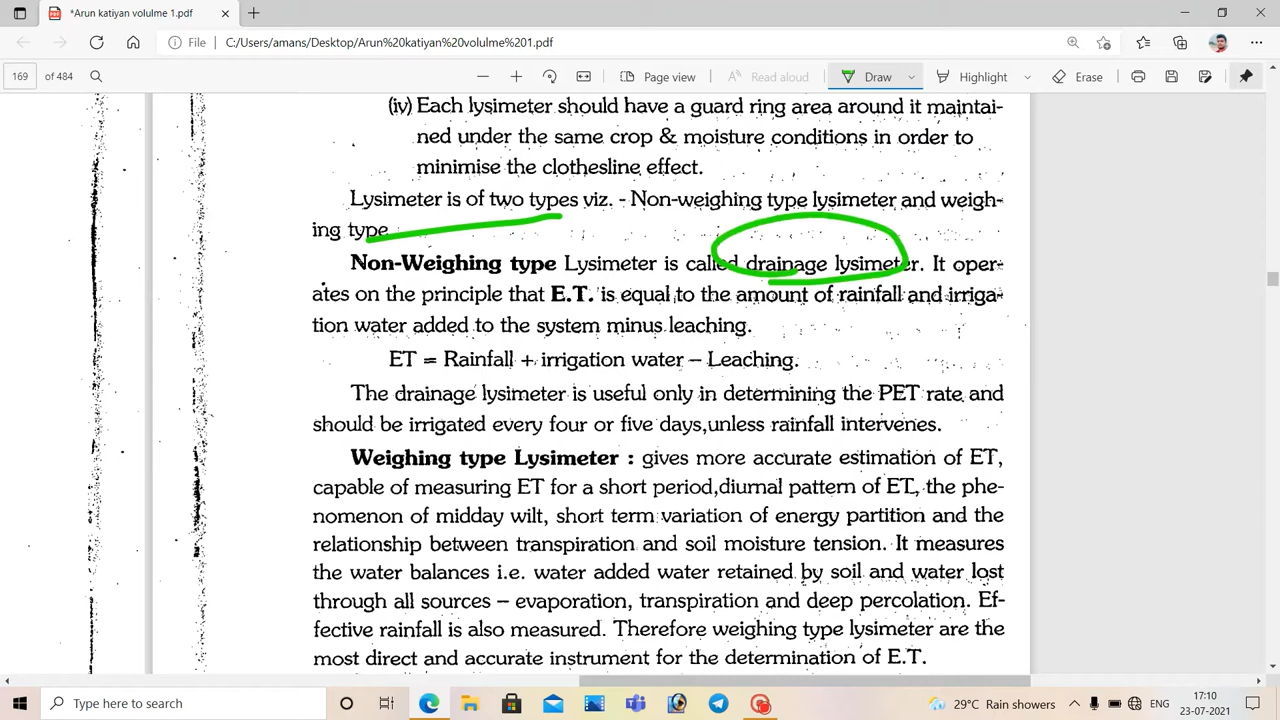 *Arun katiyan volulme 1.pdf
File C:/Users/amans/Desktop/Arun%20katiyan%20volulme%201.pdf
169 of 484 Page view Read aloud Draw Highlight Erase
(iv) Each lysimeter should have a guard ring area around it maintai-
ned under the same crop & moisture conditions in order to
minimise the clothesline effect.
Lysimeter is of two types viz. - Non-weighing type lysimeter and weigh-
ing type
Non-Weighing type Lysimeter is called drainage lysimeter. It oper-
ates on the principle that E.T. is equal to the amount of rainfall and irriga-
tion water added to the system minus leaching.
ET = Rainfall + irrigation water – Leaching.
The drainage lysimeter is useful only in determining the PET rate and
should be irrigated every four or five days,unless rainfall intervenes.
Weighing type Lysimeter : gives more accurate estimation of ET,
capable of measuring ET for a short period,diurnal pattern of ET, the phe-
nomenon of midday wilt, short term variation of energy partition and the
relationship between transpiration and soil moisture tension. It measures
the water balances i.e. water added water retained by soil and water lost
through all sources – evaporation, transpiration and deep percolation. Ef-
fective rainfall is also measured. Therefore weighing type lysimeter are the
most direct and accurate instrument for the determination of E.T.
Type here to search 29°C Rain showers ENG 17:10
23-07-2021